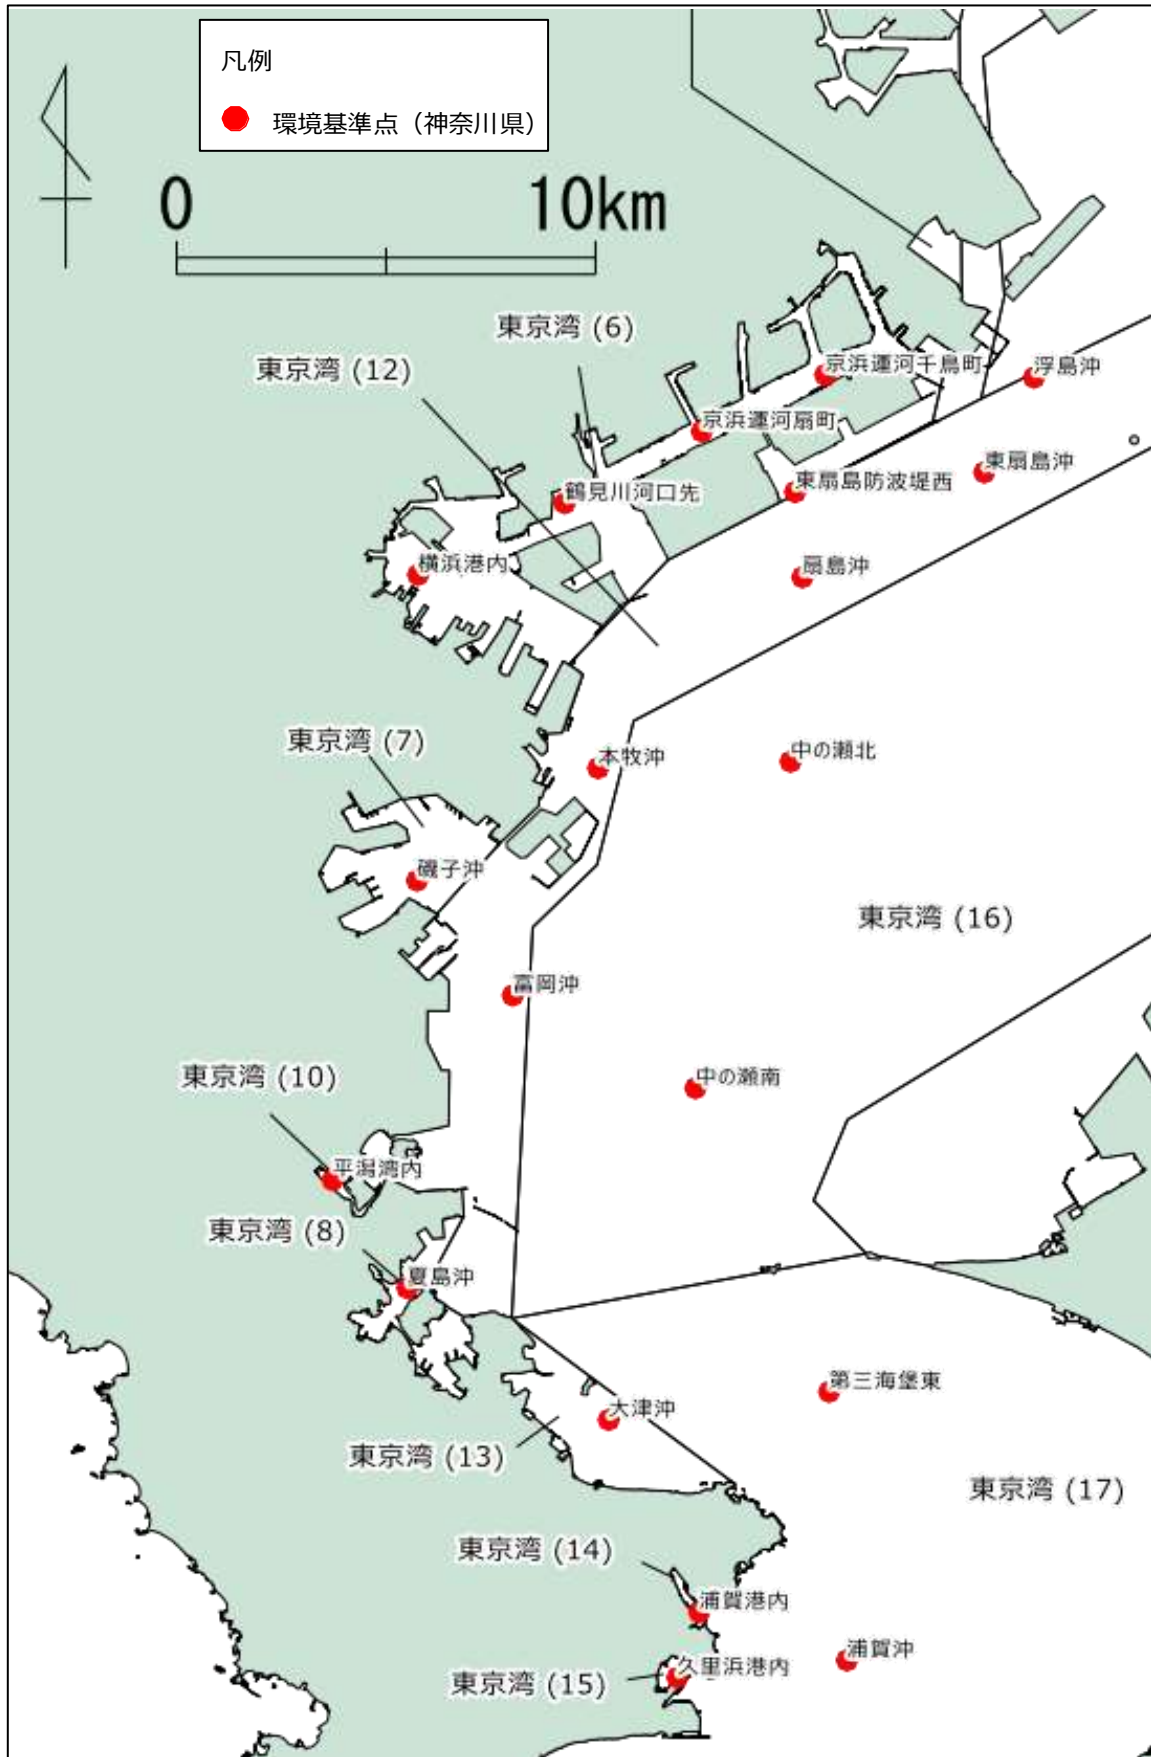 凡例
環境基準点（神奈川県）
0 10km
東京湾 (6)
東京湾 (12)
京浜運河千鳥町
浮島沖
京浜運河扇町
東扇島沖
東扇島防波堤西
鶴見川河口先
横浜港内
扇島沖
東京湾 (7)
本牧沖
中の瀬北
磯子沖
東京湾 (16)
富岡沖
東京湾 (10)
中の瀬南
平潟湾内
東京湾 (8)
夏島沖
第三海堡東
大津沖
東京湾 (13)
東京湾 (17)
東京湾 (14)
浦賀港内
浦賀沖
久里浜港内
東京湾 (15)